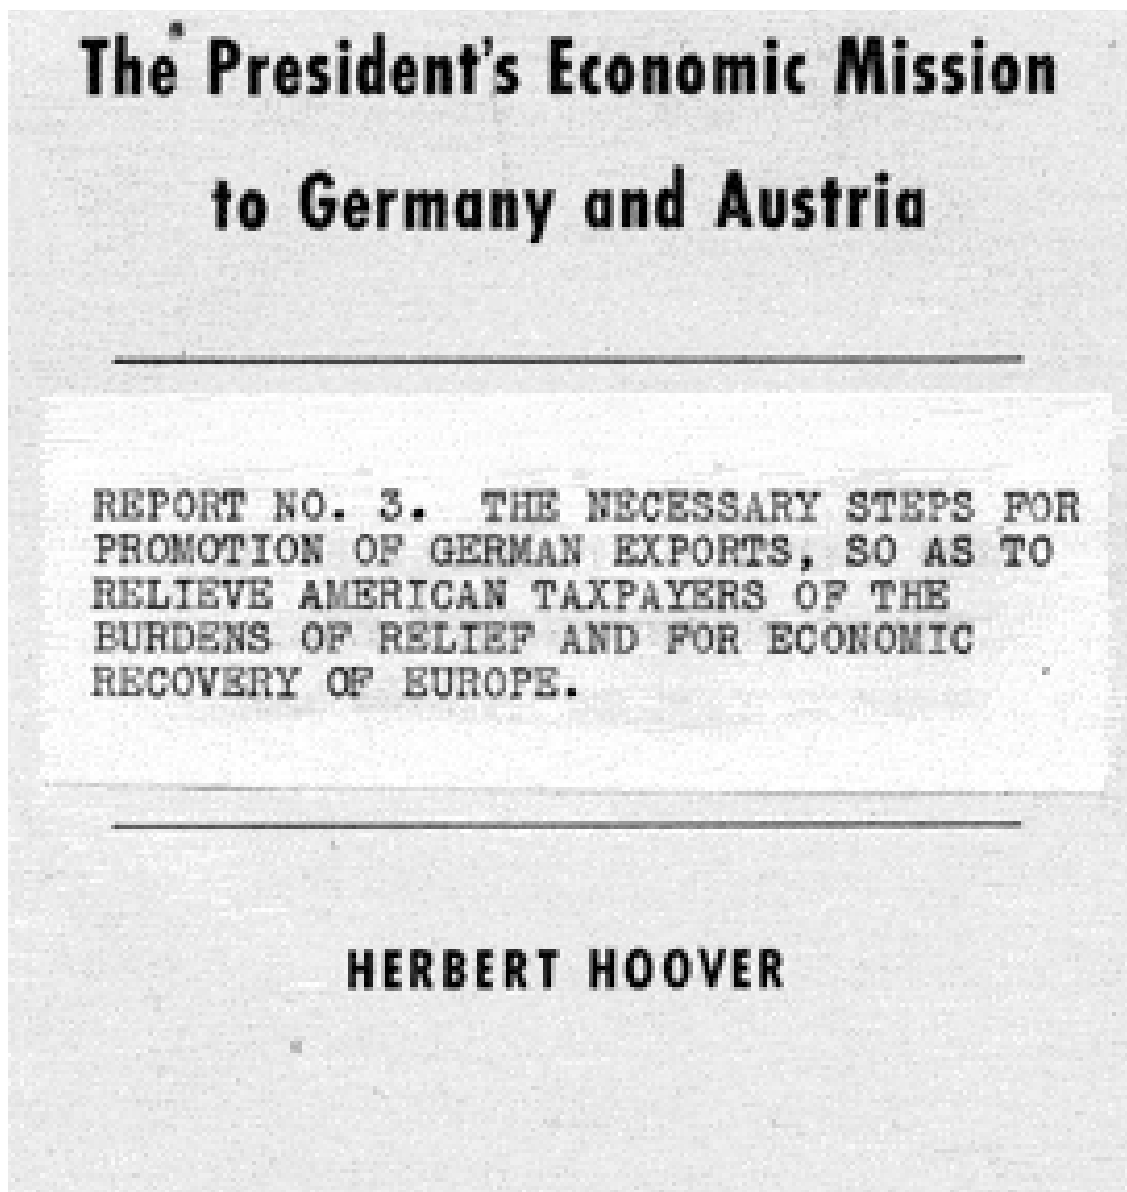 The President's Economic Mission
to Germany and Austria
REPORT NO. 3. THE NECESSARY STEPS FOR
PROMOTION OF GERMAN EXPORTS, SO AS TO
RELIEVE AMERICAN TAXPAYERS OF THE
BURDENS OF RELIEF AND FOR ECONOMIC
RECOVERY OF EUROPE.
HERBERT HOOVER